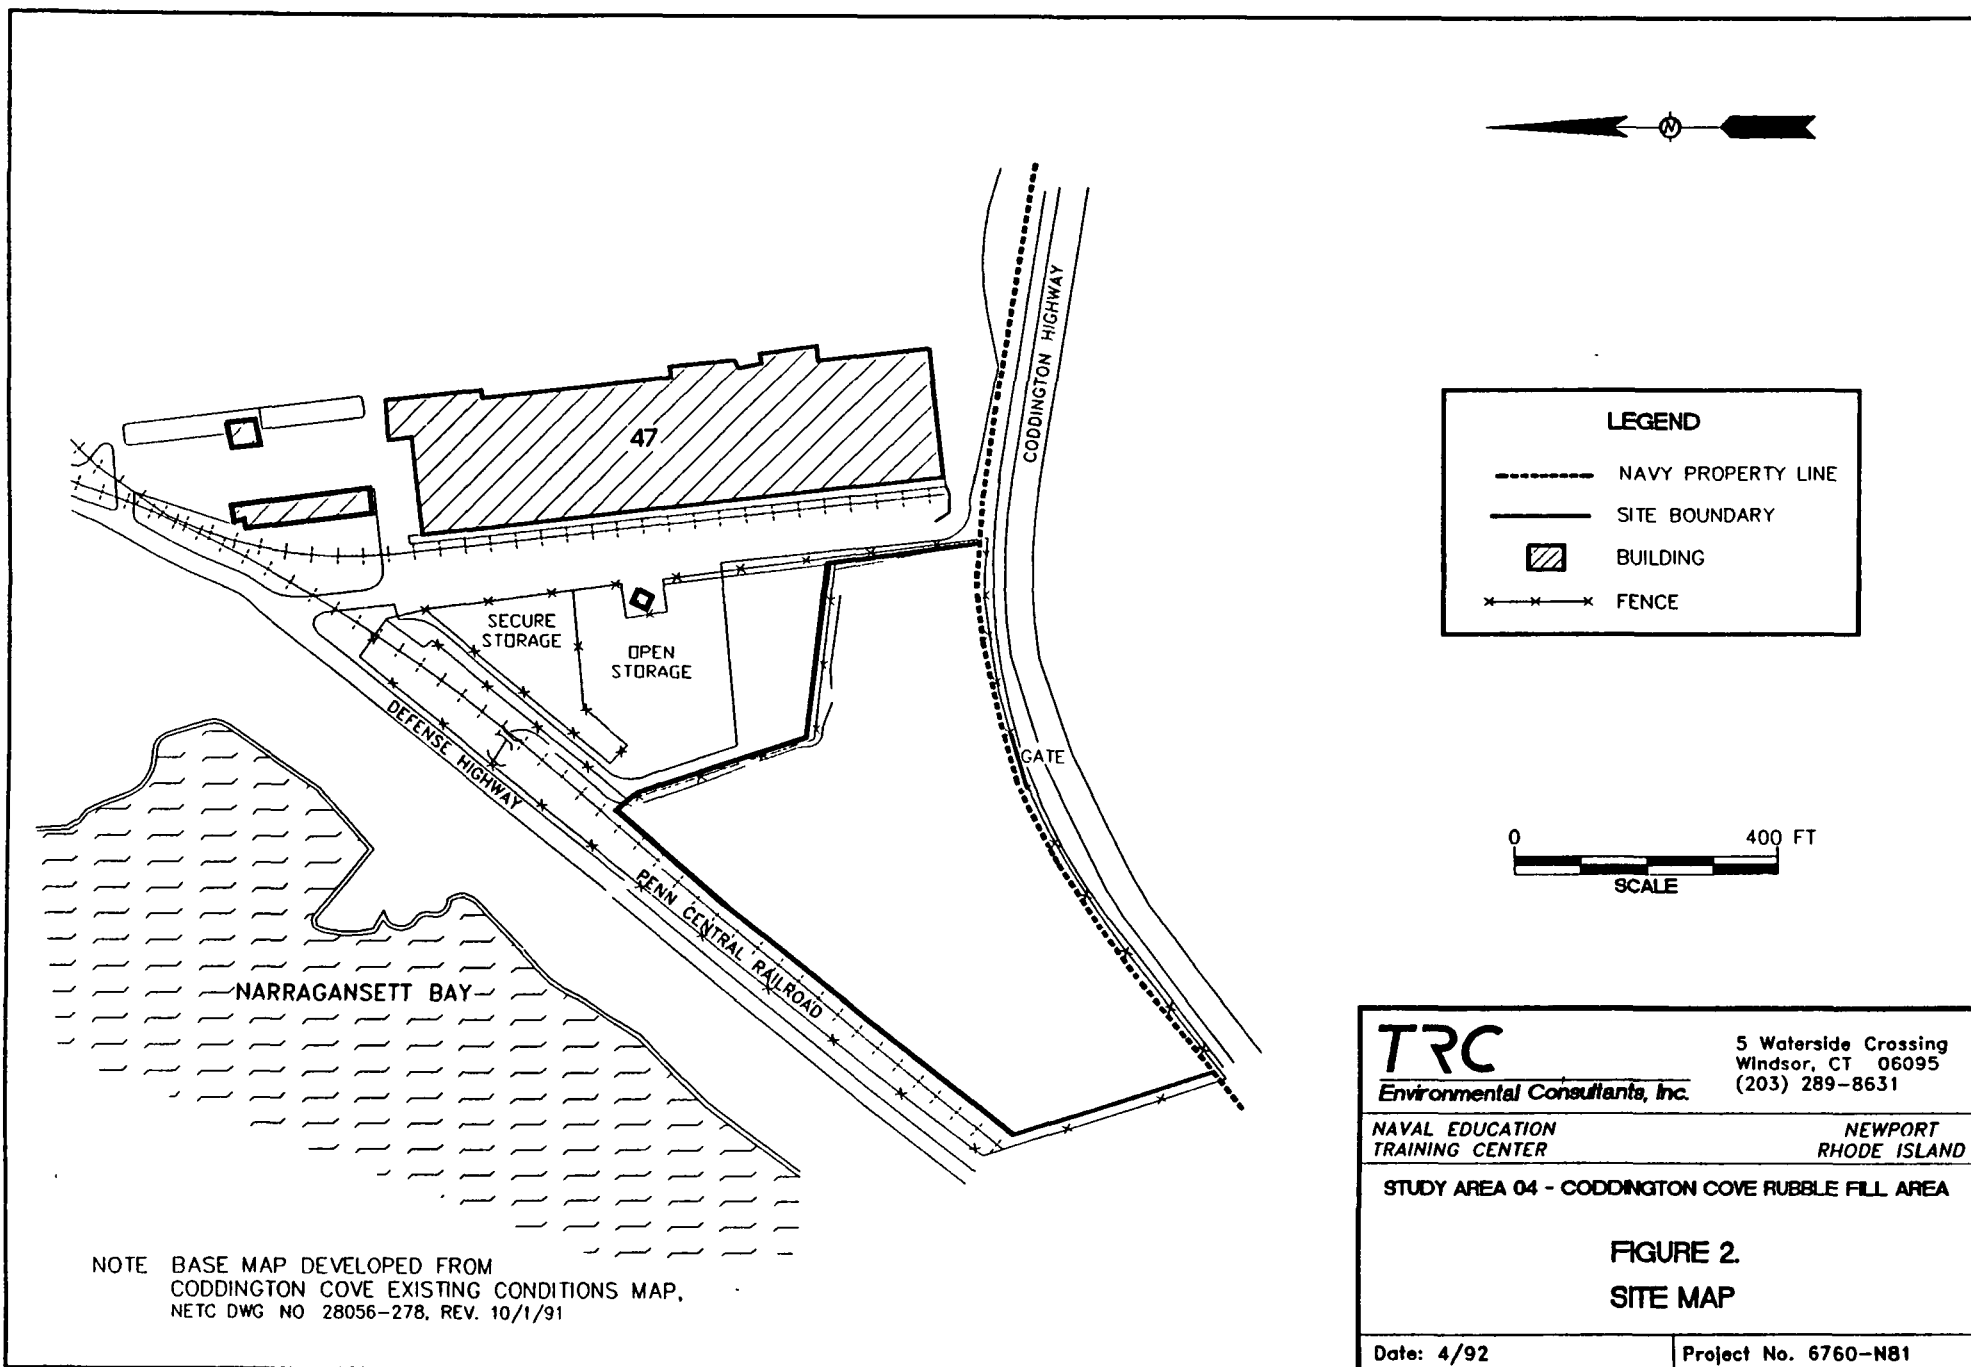 N
CODDINGTON HIGHWAY
47
SECURE
STORAGE
OPEN
STORAGE
DEFENSE HIGHWAY
GATE
PENN CENTRAL RAILROAD
NARRAGANSETT BAY
LEGEND
NAVY PROPERTY LINE
SITE BOUNDARY
BUILDING
FENCE
0 400 FT
SCALE
NOTE BASE MAP DEVELOPED FROM
CODDINGTON COVE EXISTING CONDITIONS MAP,
NETC DWG NO 28056-278, REV. 10/1/91
TRC
Environmental Consultants, Inc.
5 Waterside Crossing
Windsor, CT 06095
(203) 289-8631
NAVAL EDUCATION
TRAINING CENTER
NEWPORT
RHODE ISLAND
STUDY AREA 04 - CODDINGTON COVE RUBBLE FILL AREA
FIGURE 2.
SITE MAP
Date: 4/92
Project No. 6760-N81